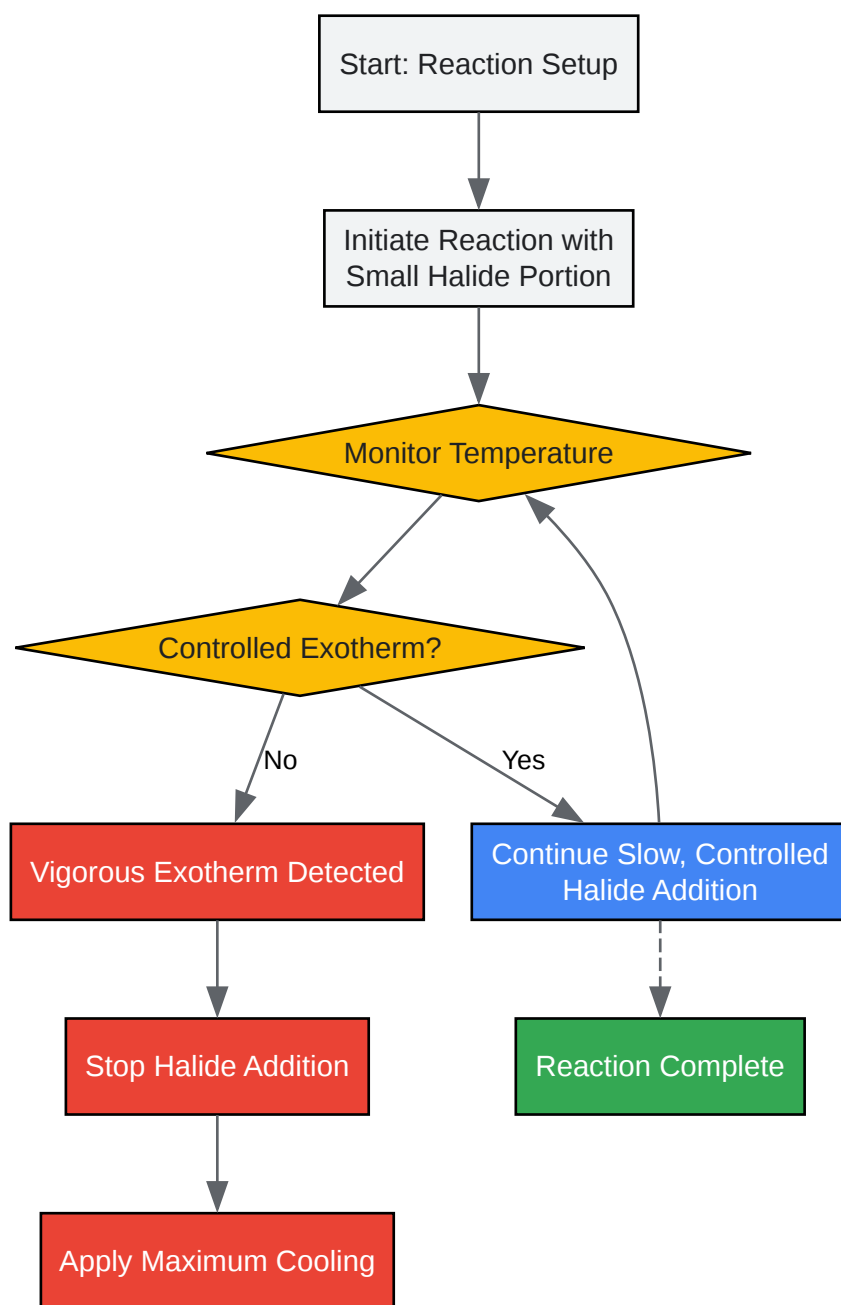 Start: Reaction Setup
Initiate Reaction with
Small Halide Portion
Monitor Temperature
Controlled Exotherm?
No
Yes
Vigorous Exotherm Detected
Continue Slow, Controlled
Halide Addition
Stop Halide Addition
Reaction Complete
Apply Maximum Cooling